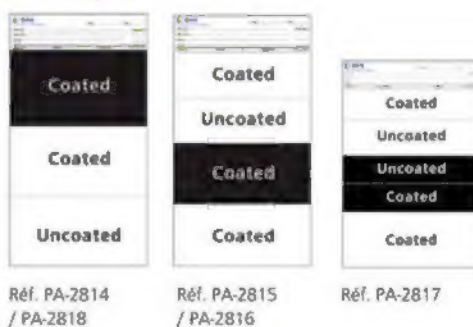 Coated
Coated
Uncoated
Réf. PA-2814
/ PA-2818
Coated
Uncoated
Coated
Coated
Réf. PA-2815
/ PA-2816
Coated
Uncoated
Uncoated
Coated
Coated
Réf. PA-2817